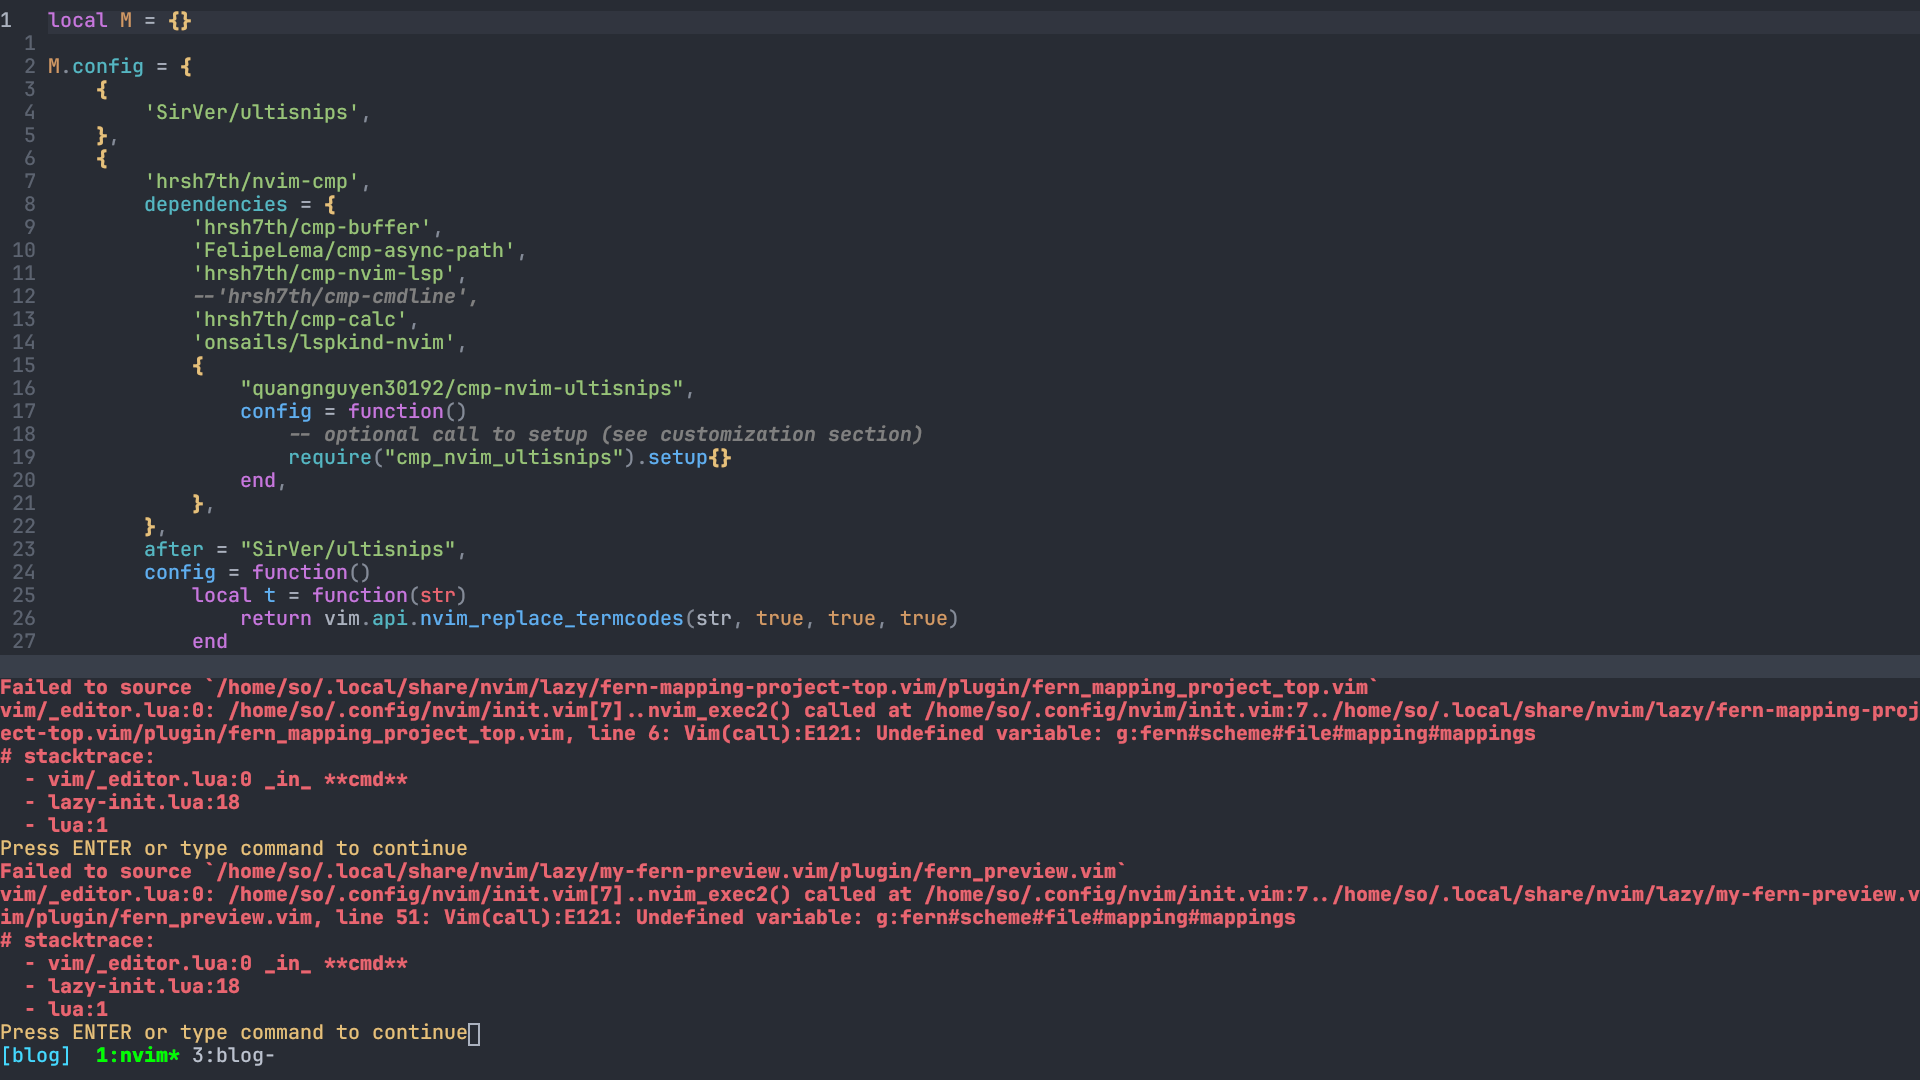 1   local M = {}
  1
  2 M.config = {
  3     {
  4         'SirVer/ultisnips',
  5     },
  6     {
  7         'hrsh7th/nvim-cmp',
  8         dependencies = {
  9             'hrsh7th/cmp-buffer',
 10             'FelipeLema/cmp-async-path',
 11             'hrsh7th/cmp-nvim-lsp',
 12             --'hrsh7th/cmp-cmdline',
 13             'hrsh7th/cmp-calc',
 14             'onsails/lspkind-nvim',
 15             {
 16                 "quangnguyen30192/cmp-nvim-ultisnips",
 17                 config = function()
 18                     -- optional call to setup (see customization section)
 19                     require("cmp_nvim_ultisnips").setup{}
 20                 end,
 21             },
 22         },
 23         after = "SirVer/ultisnips",
 24         config = function()
 25             local t = function(str)
 26                 return vim.api.nvim_replace_termcodes(str, true, true, true)
 27             end
Failed to source `/home/so/.local/share/nvim/lazy/fern-mapping-project-top.vim/plugin/fern_mapping_project_top.vim`
vim/_editor.lua:0: /home/so/.config/nvim/init.vim[7]..nvim_exec2() called at /home/so/.config/nvim/init.vim:7../home/so/.local/share/nvim/lazy/fern-mapping-proj
ect-top.vim/plugin/fern_mapping_project_top.vim, line 6: Vim(call):E121: Undefined variable: g:fern#scheme#file#mapping#mappings
# stacktrace:
  - vim/_editor.lua:0 _in_ **cmd**
  - lazy-init.lua:18
  - lua:1
Press ENTER or type command to continue
Failed to source `/home/so/.local/share/nvim/lazy/my-fern-preview.vim/plugin/fern_preview.vim`
vim/_editor.lua:0: /home/so/.config/nvim/init.vim[7]..nvim_exec2() called at /home/so/.config/nvim/init.vim:7../home/so/.local/share/nvim/lazy/my-fern-preview.v
im/plugin/fern_preview.vim, line 51: Vim(call):E121: Undefined variable: g:fern#scheme#file#mapping#mappings
# stacktrace:
  - vim/_editor.lua:0 _in_ **cmd**
  - lazy-init.lua:18
  - lua:1
Press ENTER or type command to continue
[blog]  1:nvim* 3:blog-